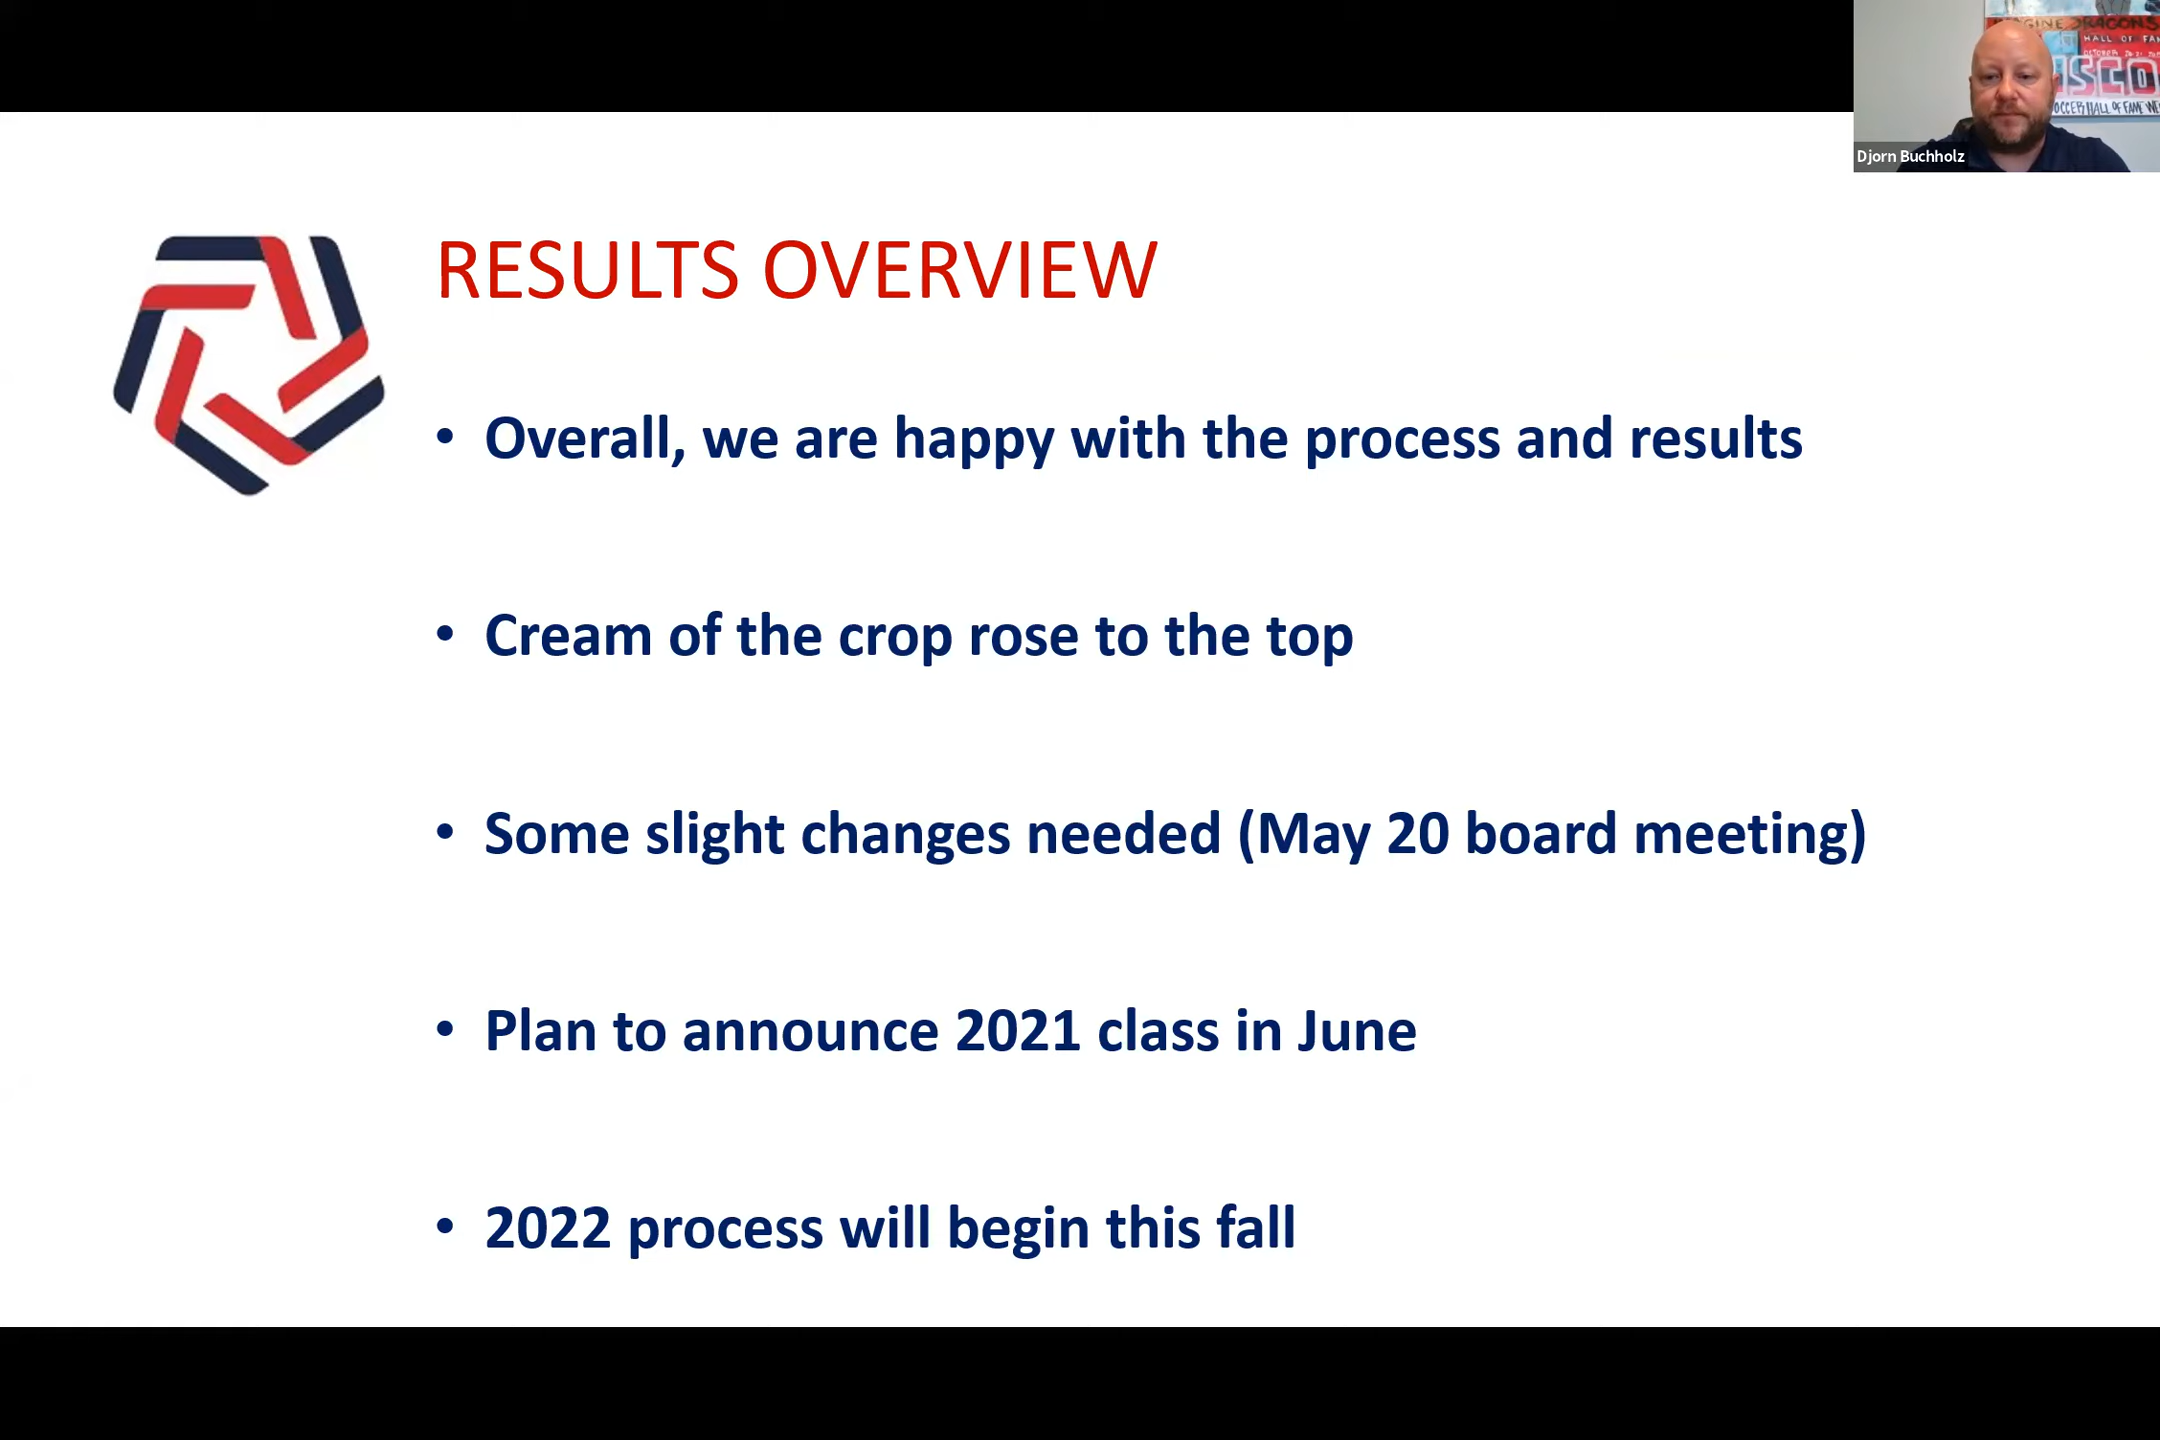 HALL OF FAM
Djorn Buchholz
RESULTS OVERVIEW
• Overall, we are happy with the process and results
• Cream of the crop rose to the top
• Some slight changes needed (May 20 board meeting)
• Plan to announce 2021 class in June
• 2022 process will begin this fall